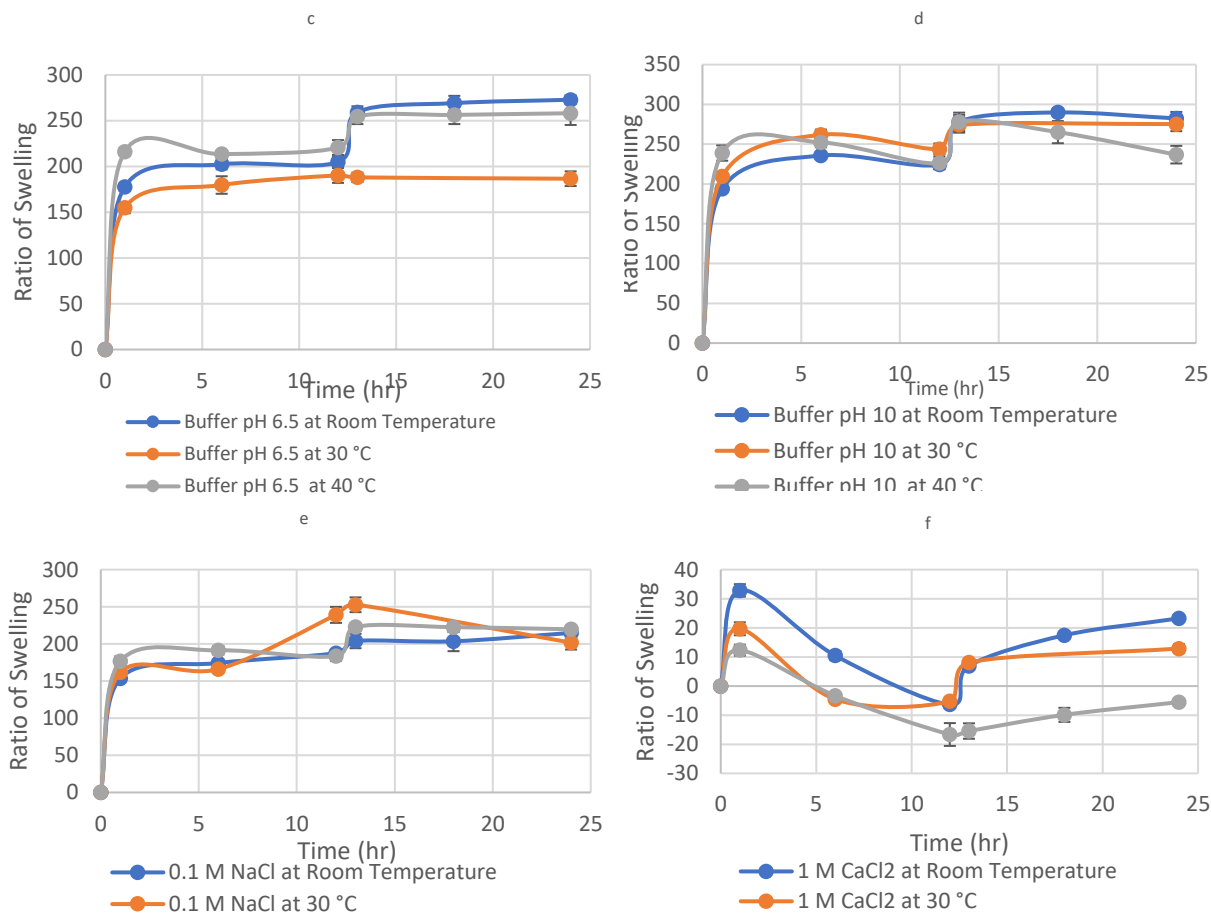 c
300
250
200
150
100
50
0
Ratio of Swelling
0 5 10 15 20 25
Time (hr)
Buffer pH 6.5 at Room Temperature
Buffer pH 6.5 at 30 °C
Buffer pH 6.5 at 40 °C
d
350
300
250
200
150
100
50
0
Ratio of Swelling
0 5 10 15 20 25
Time (hr)
Buffer pH 10 at Room Temperature
Buffer pH 10 at 30 °C
Buffer pH 10 at 40 °C
e
300
250
200
150
100
50
0
Ratio of Swelling
0 5 10 15 20 25
Time (hr)
0.1 M NaCl at Room Temperature
0.1 M NaCl at 30 °C
f
40
30
20
10
0
-10
-20
-30
Ratio of Swelling
0 5 10 15 20 25
Time (hr)
1 M CaCl2 at Room Temperature
1 M CaCl2 at 30 °C